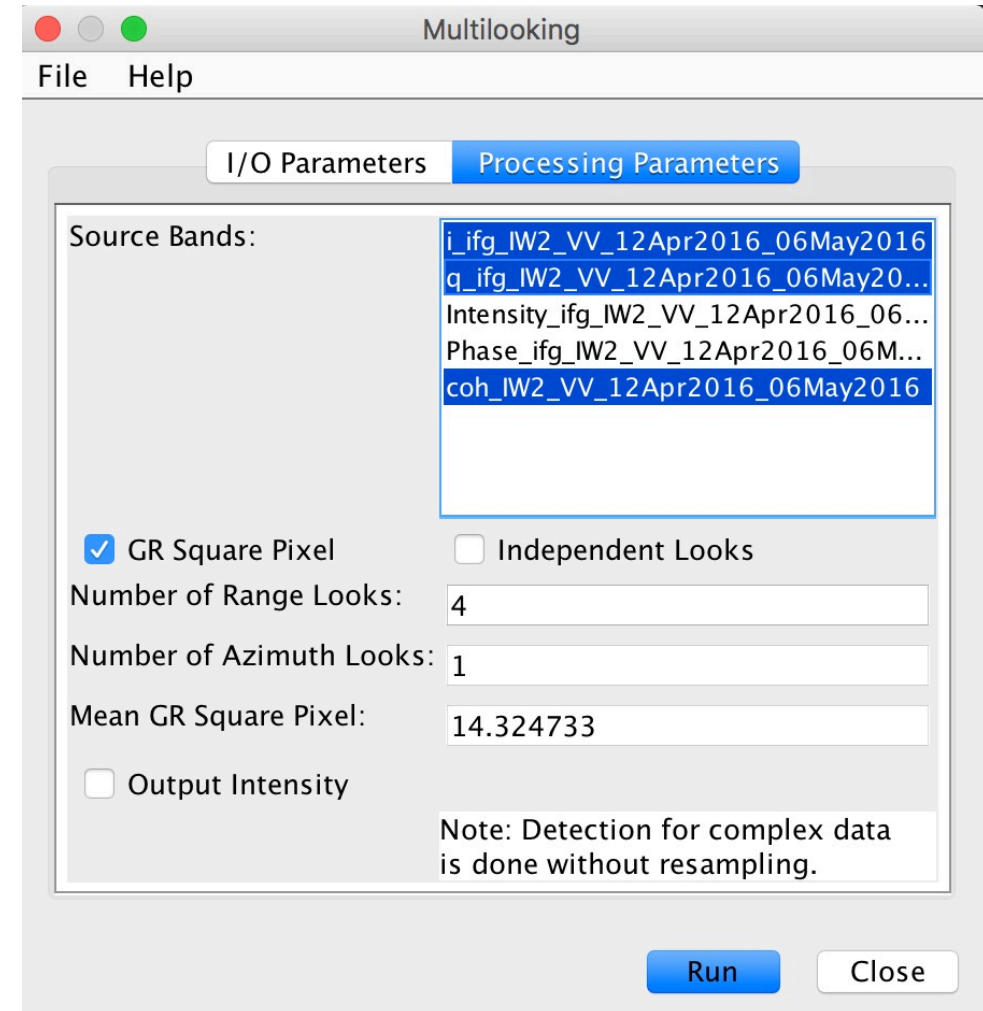 Multilooking
File Help
I/O Parameters Processing Parameters
Source Bands:
i_ifg_IW2_VV_12Apr2016_06May2016
q_ifg_IW2_VV_12Apr2016_06May20...
Intensity_ifg_IW2_VV_12Apr2016_06...
Phase_ifg_IW2_VV_12Apr2016_06M...
coh_IW2_VV_12Apr2016_06May2016
GR Square Pixel Independent Looks
Number of Range Looks: 4
Number of Azimuth Looks: 1
Mean GR Square Pixel: 14.324733
Output Intensity
Note: Detection for complex data
is done without resampling.
Run Close